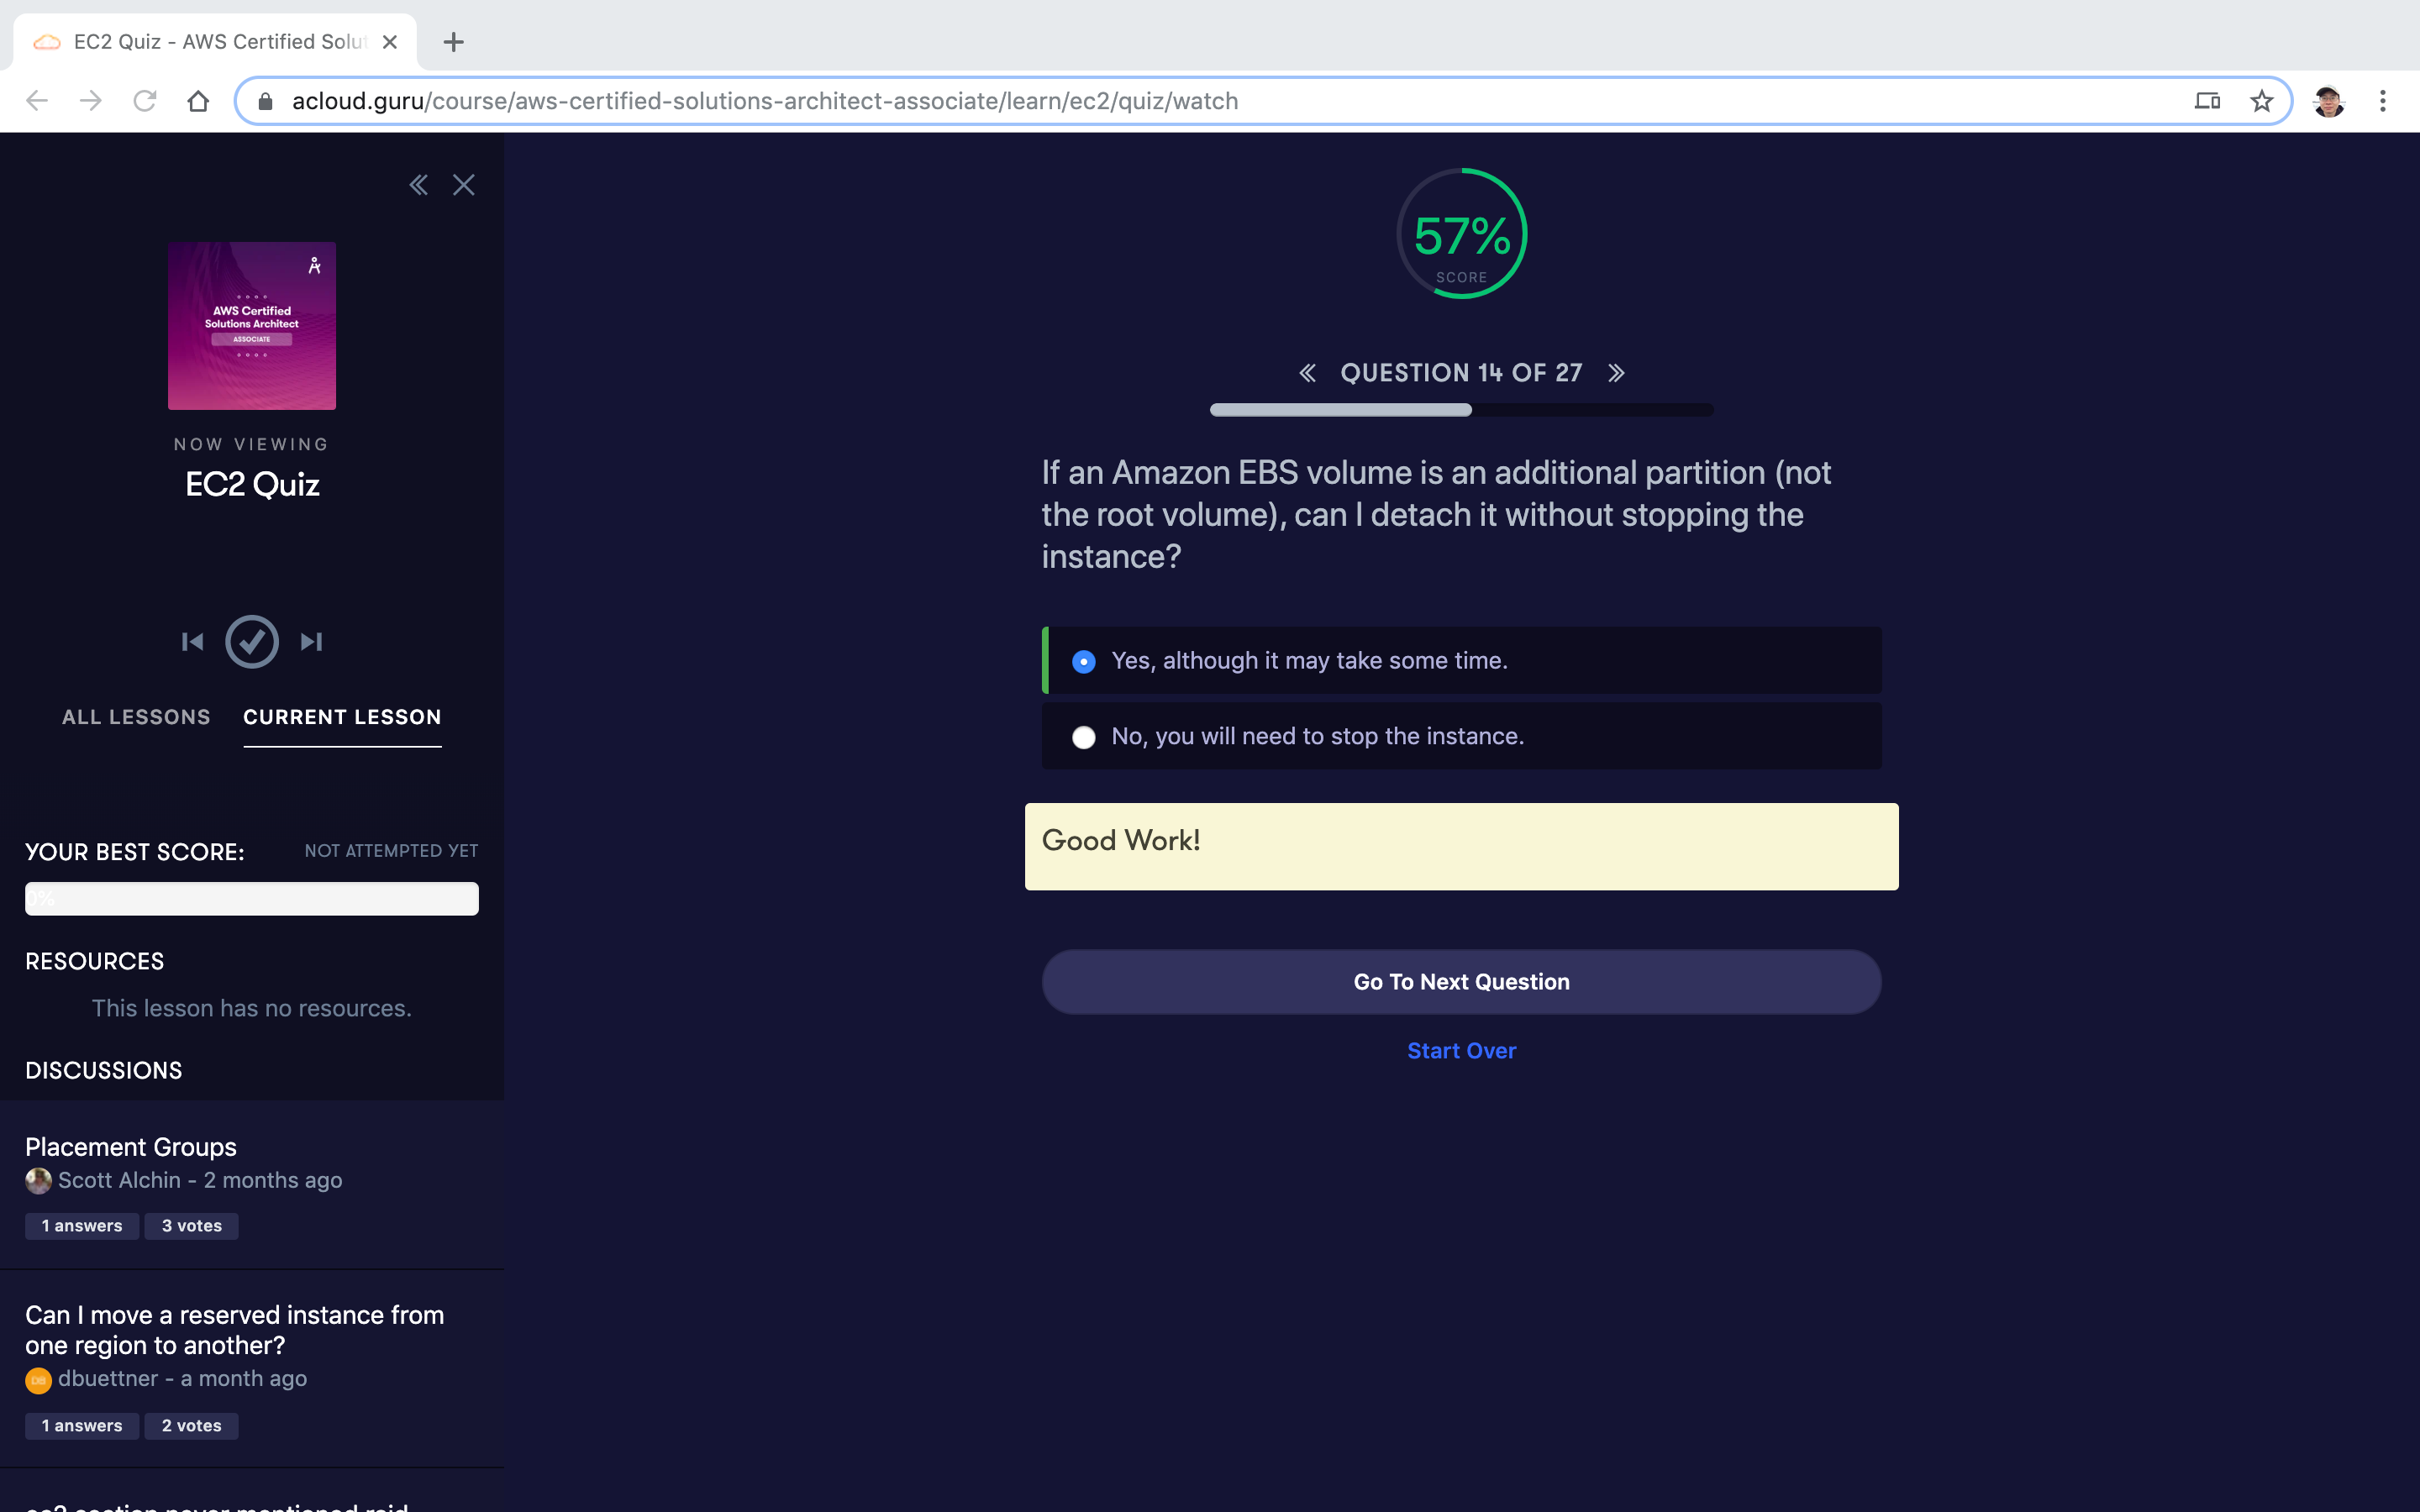 EC2 Quiz - AWS Certified Solut
acloud.guru/course/aws-certified-solutions-architect-associate/learn/ec2/quiz/watch
AWS Certified
Solutions Architect
ASSOCIATE
NOW VIEWING
EC2 Quiz
ALL LESSONS
CURRENT LESSON
YOUR BEST SCORE:
NOT ATTEMPTED YET
0%
RESOURCES
This lesson has no resources.
DISCUSSIONS
Placement Groups
Scott Alchin - 2 months ago
1 answers
3 votes
Can I move a reserved instance from
one region to another?
dbuettner - a month ago
1 answers
2 votes
ec2 section never mentioned raid
57%
SCORE
QUESTION 14 OF 27
If an Amazon EBS volume is an additional partition (not
the root volume), can I detach it without stopping the
instance?
Yes, although it may take some time.
No, you will need to stop the instance.
Good Work!
Go To Next Question
Start Over